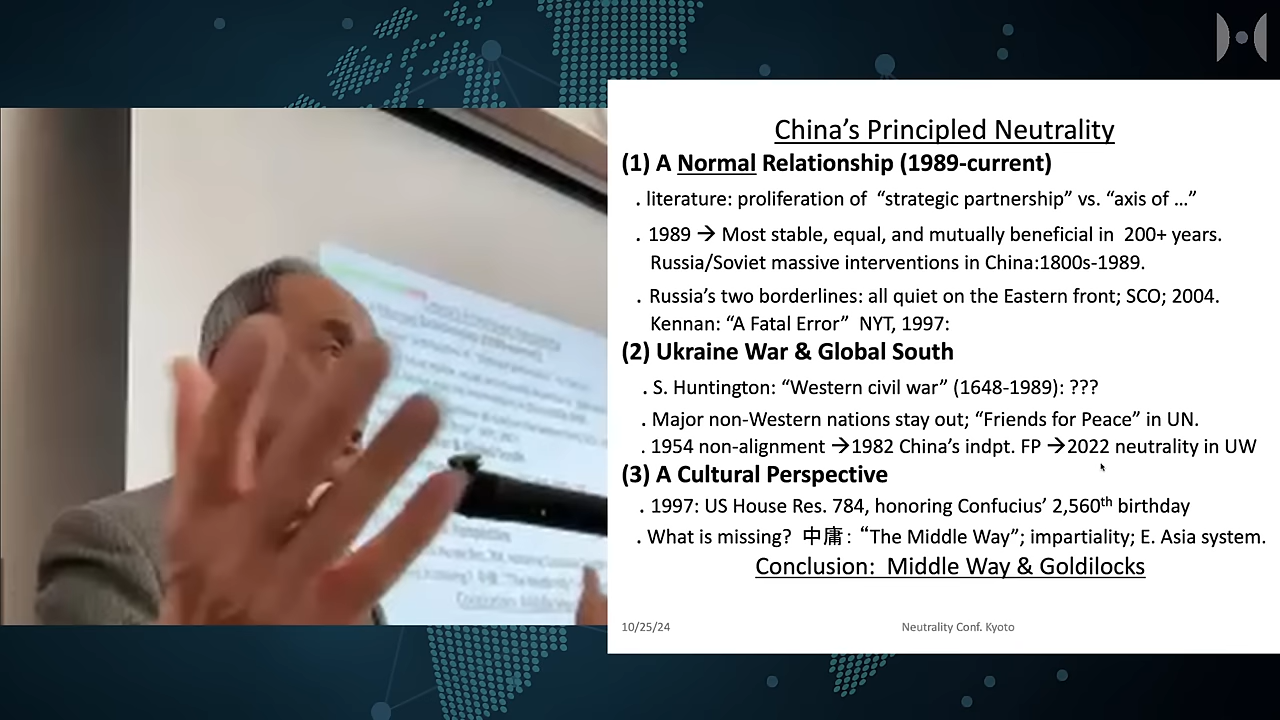 China’s Principled Neutrality
(1) A Normal Relationship (1989-current)
. literature: proliferation of “strategic partnership” vs. “axis of …”
. 1989 → Most stable, equal, and mutually beneficial in 200+ years.
Russia/Soviet massive interventions in China:1800s-1989.
. Russia’s two borderlines: all quiet on the Eastern front; SCO; 2004.
Kennan: “A Fatal Error” NYT, 1997:
(2) Ukraine War & Global South
. S. Huntington: “Western civil war” (1648-1989): ???
. Major non-Western nations stay out; “Friends for Peace” in UN.
. 1954 non-alignment →1982 China’s indpt. FP →2022 neutrality in UW
(3) A Cultural Perspective
. 1997: US House Res. 784, honoring Confucius’ 2,560th birthday
. What is missing? 中庸: “The Middle Way”; impartiality; E. Asia system.
Conclusion: Middle Way & Goldilocks
10/25/24
Neutrality Conf. Kyoto